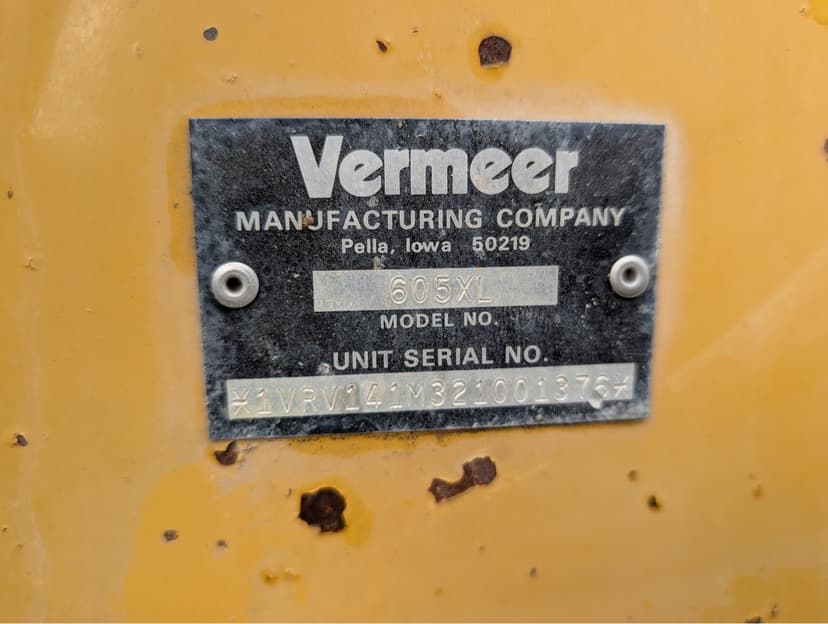 Vermeer
MANUFACTURING COMPANY
Pella, Iowa 50219
605XL
MODEL NO.
UNIT SERIAL NO.
*1VRV141M321001376*